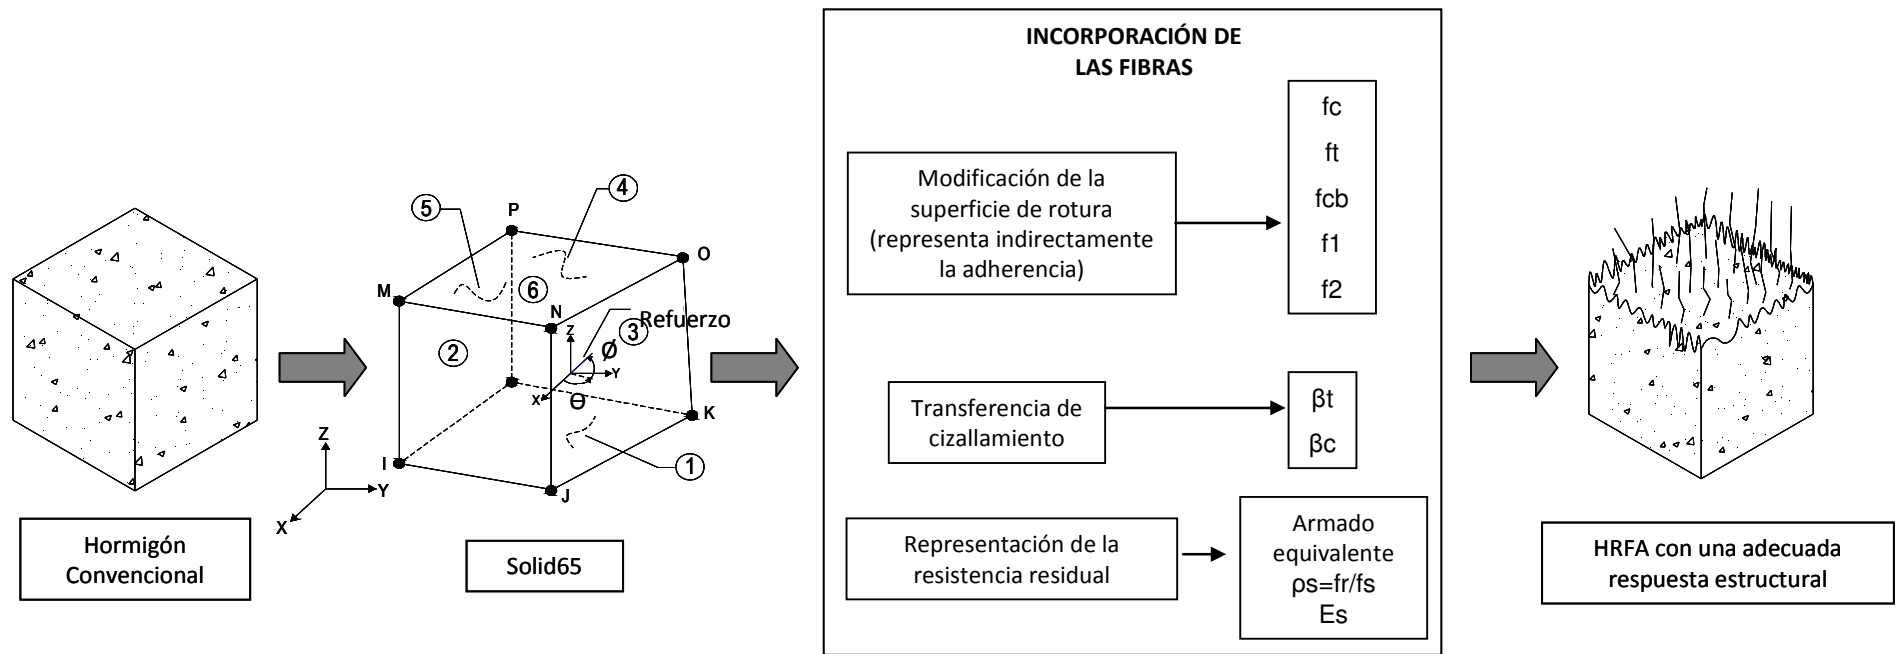 Hormigón
Convencional
5
4
P
O
M
6
N
Z
3
Refuerzo
2
Ø
Y
X
Θ
K
I
1
J
Z
Y
X
Solid65
INCORPORACIÓN DE
LAS FIBRAS
Modificación de la
superficie de rotura
(representa indirectamente
la adherencia)
fc
ft
fcb
f1
f2
Transferencia de
cizallamiento
βt
βc
Representación de la
resistencia residual
Armado
equivalente
ρs=fr/fs
Es
HRFA con una adecuada
respuesta estructural